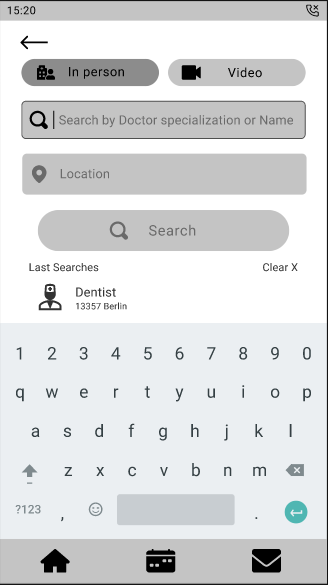 15:20
In person
Video
Search by Doctor specialization or Name
Location
Search
Last Searches
Clear X
Dentist
13357 Berlin
1 2 3 4 5 6 7 8 9 0
q w e r t y u i o p
a s d f g h j k l
z x c v b n m
?123 , .